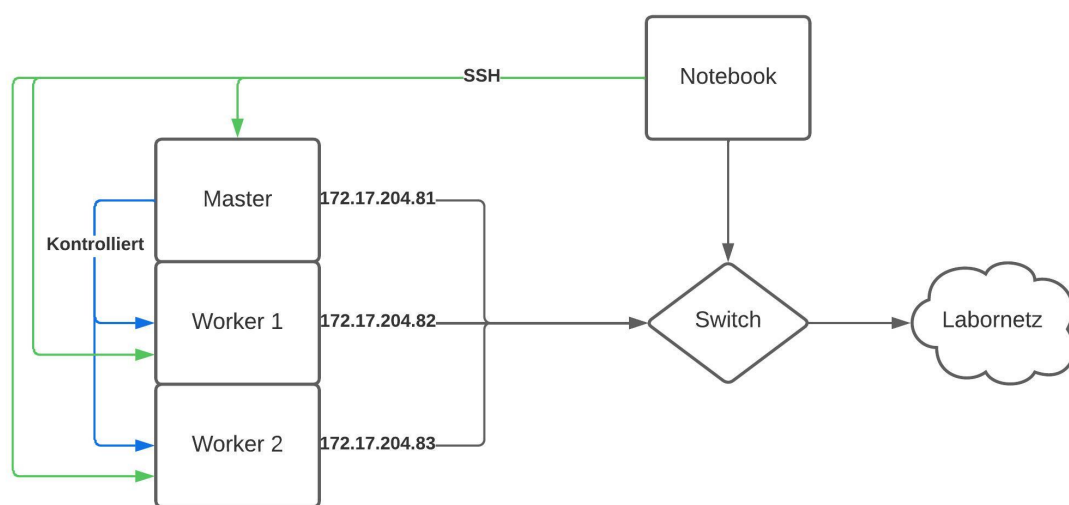 SSH
Notebook
Master
172.17.204.81
Kontrolliert
Worker 1
172.17.204.82
Switch
Labornetz
Worker 2
172.17.204.83